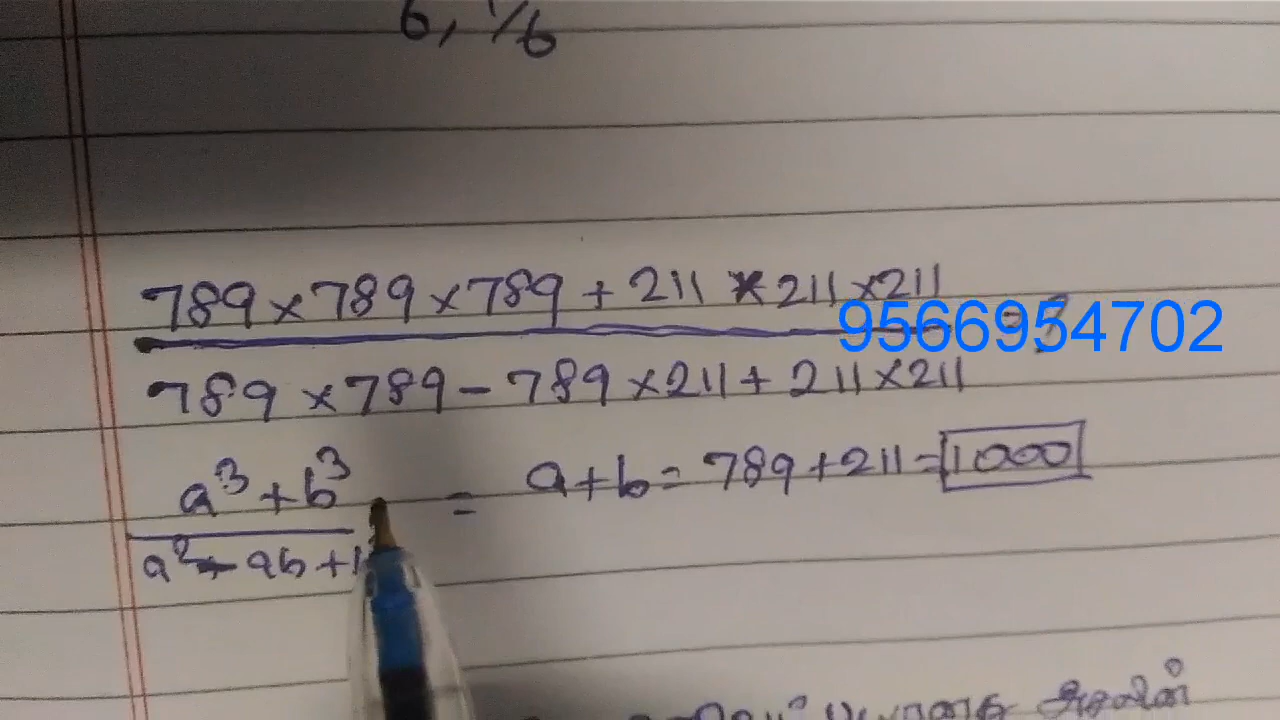 6, 1/6
789×789×789+211×211×211
9566954702
= ?
789×789-789×211+211×211
a³+b³ = a+b=789+211=1000
a²-ab+